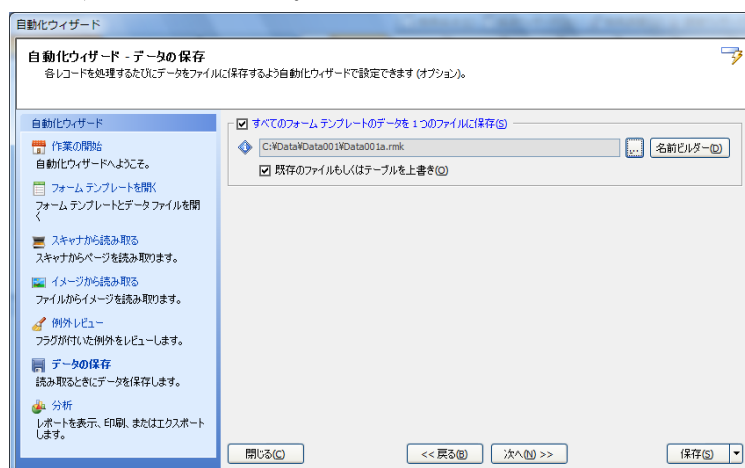 自動化ウィザード
自動化ウィザード - データの保存
各レコードを処理するたびにデータをファイルに保存するよう自動化ウィザードで設定できます (オプション)。
自動化ウィザード
作業の開始
自動化ウィザードへようこそ。
フォーム テンプレートを開く
フォーム テンプレートとデータ ファイルを開
く
スキャナから読み取る
スキャナからページを読み取ります。
イメージから読み取る
ファイルからイメージを読み取ります。
例外レビュー
フラグが付いた例外をレビューします。
データの保存
読み取るときにデータを保存します。
分析
レポートを表示、印刷、またはエクスポート
します。
すべてのフォーム テンプレートのデータを 1 つのファイルに保存(S)
C:¥Data¥Data001¥Data001a.rmk
...
名前ビルダー(D)
既存のファイルもしくはテーブルを上書き(O)
閉じる(C)
<< 戻る(B)
次へ(N) >>
保存(S)